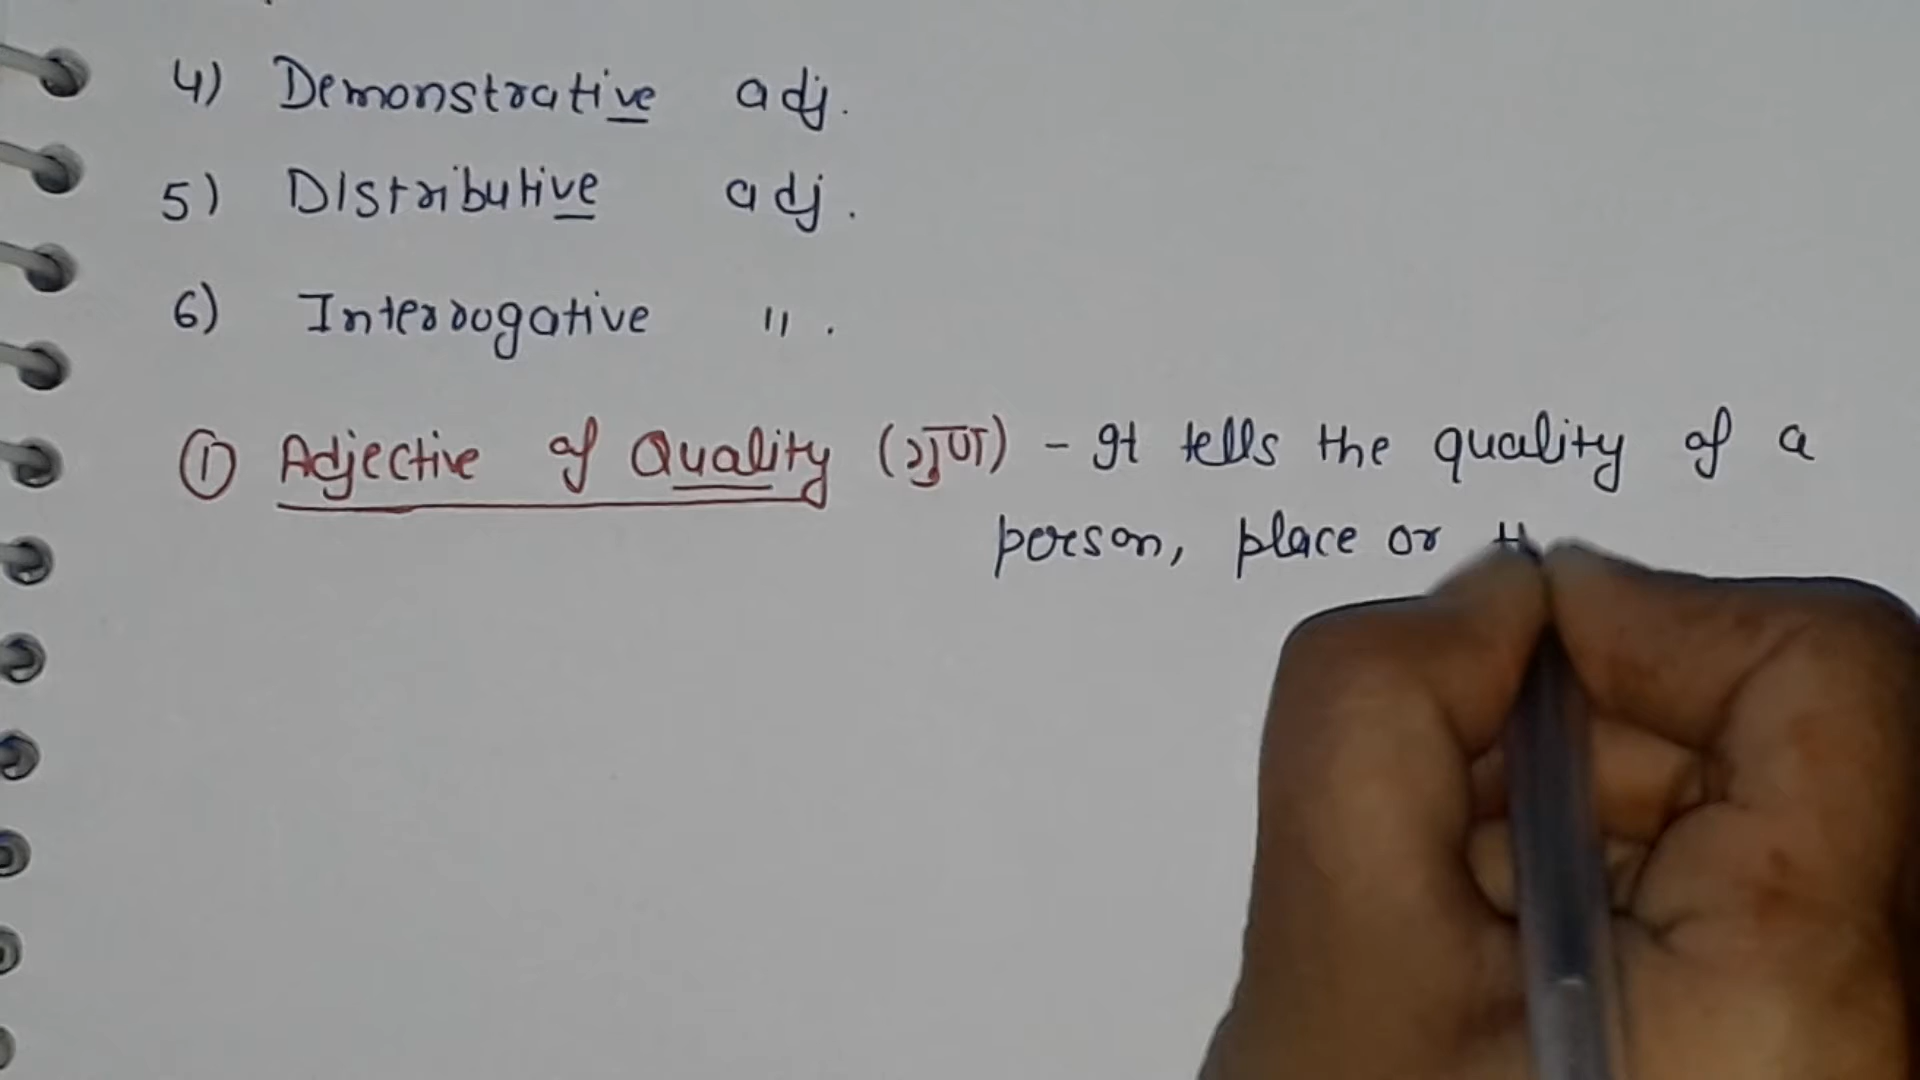 4) Demonstrative adj.
5) Distributive adj.
6) Interrogative " .
① Adjective of Quality (गुण) - It tells the quality of a
person, place or